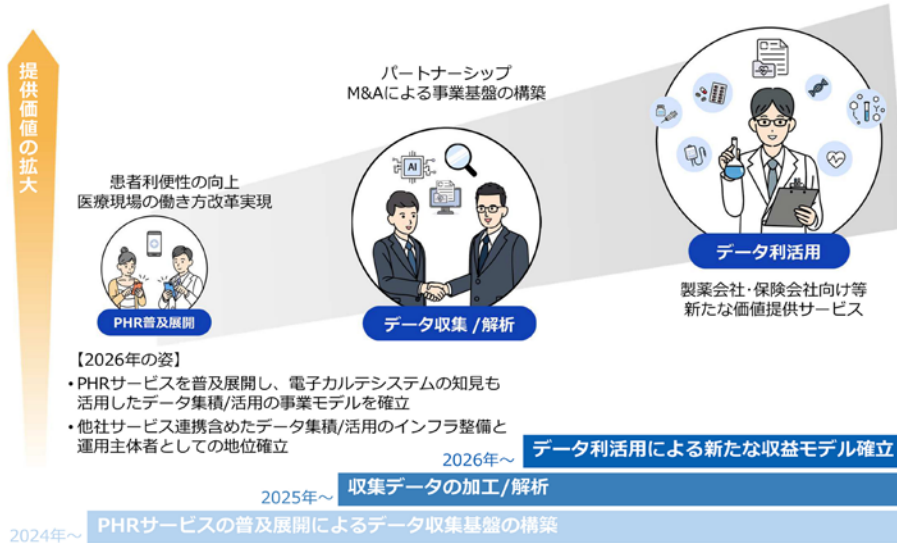 提供価値の拡大
パートナーシップ
M&Aによる事業基盤の構築
患者利便性の向上
医療現場の働き方改革実現
AI
PHR普及展開
データ収集 /解析
データ利活用
製薬会社・保険会社向け等
新たな価値提供サービス
【2026年の姿】
・PHRサービスを普及展開し、電子カルテシステムの知見も
活用したデータ集積/活用の事業モデルを確立
・他社サービス連携含めたデータ集積/活用のインフラ整備と
運用主体者としての地位確立
2026年～ データ利活用による新たな収益モデル確立
2025年～ 収集データの加工/解析
2024年～ PHRサービスの普及展開によるデータ収集基盤の構築